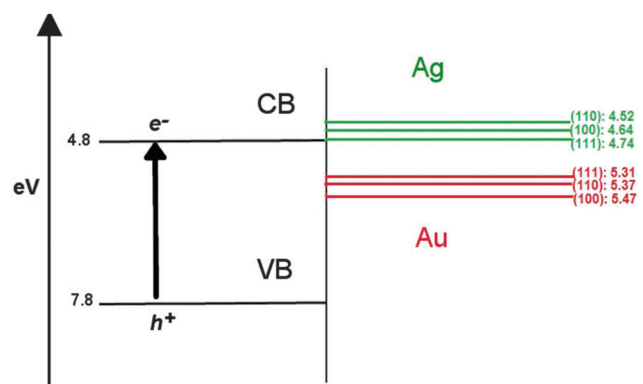 Ag
CB
e-
4.8
(110): 4.52
(100): 4.64
(111): 4.74
eV
(111): 5.31
(110): 5.37
(100): 5.47
Au
VB
7.8
h+